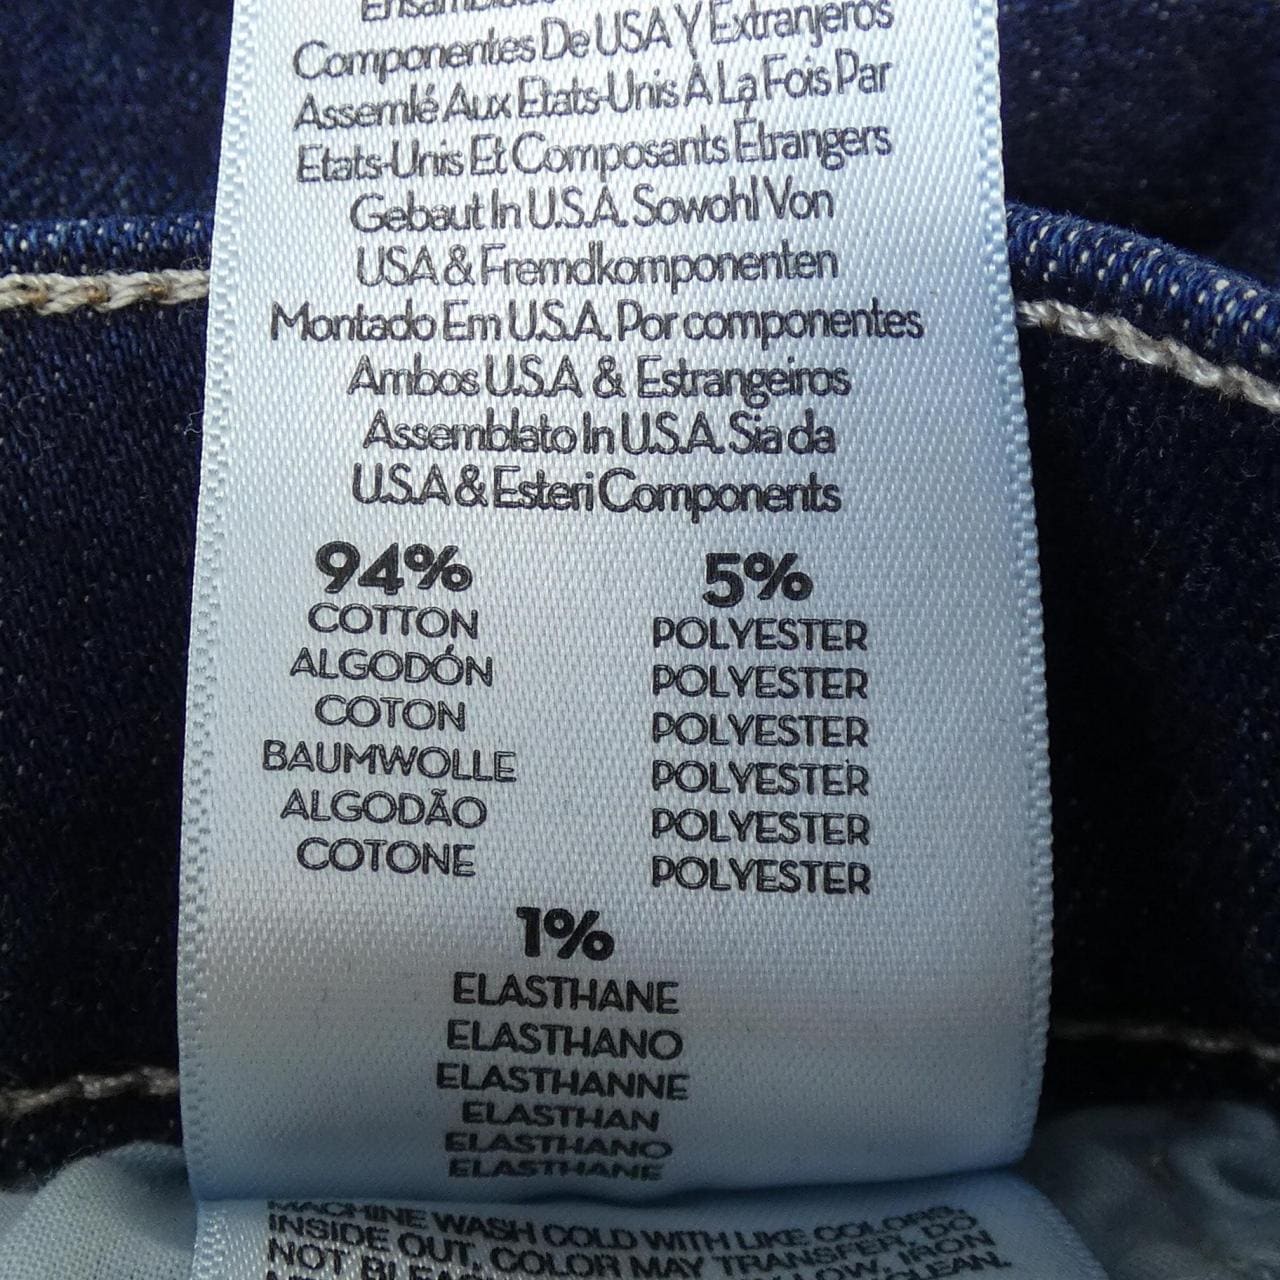 Componentes De USA Y Extranjeros
Assemlé Aux Etats-Unis À La Fois Par
Etats-Unis Et Composants Étrangers
Gebaut In U.S.A. Sowohl Von
USA & Fremdkomponenten
Montado Em U.S.A. Por componentes
Ambos U.S.A & Estrangeiros
Assemblato In U.S.A. Sia da
U.S.A & Esteri Components
94% 5%
COTTON POLYESTER
ALGODÓN POLYESTER
COTON POLYESTER
BAUMWOLLE POLYESTER
ALGODÃO POLYESTER
COTONE POLYESTER
1%
ELASTHANE
ELASTHANO
ELASTHANNE
ELASTHAN
ELASTHANO
ELASTHANE
MACHINE WASH COLD WITH LIKE COLORS,
INSIDE OUT. COLOR MAY TRANSFER. DO
NOT LOW. IRON